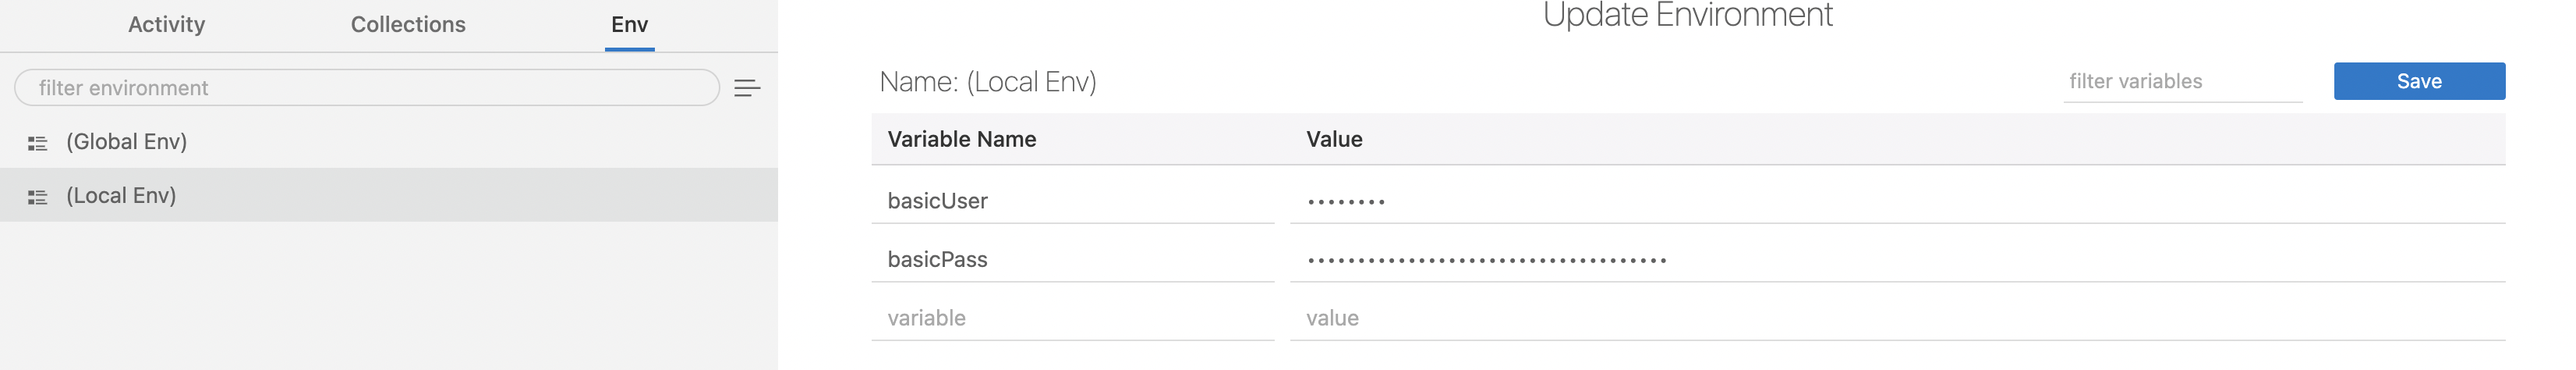 Activity Collections Env
filter environment
(Global Env)
(Local Env)
Update Environment
Name: (Local Env)
filter variables
Save
Variable Name Value
basicUser ••••••••
basicPass ••••••••••••••••••••••••••••••••••••
variable value